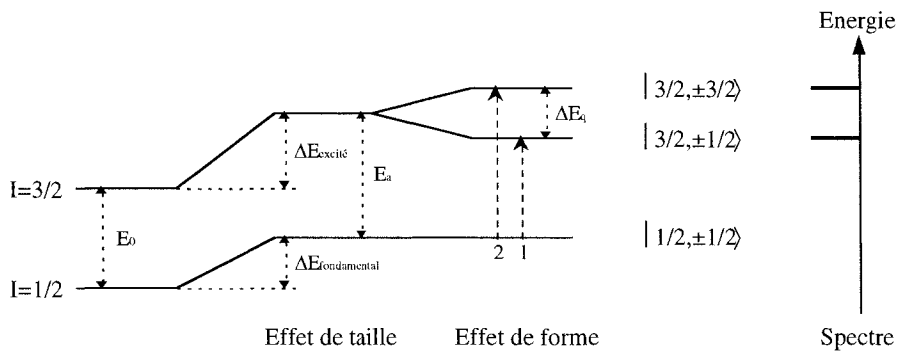 Energie
| 3/2,±3/2⟩
ΔEq
| 3/2,±1/2⟩
ΔEexcité
Ea
I=3/2
E0
| 1/2,±1/2⟩
2 1
ΔEfondamental
I=1/2
Effet de taille
Effet de forme
Spectre